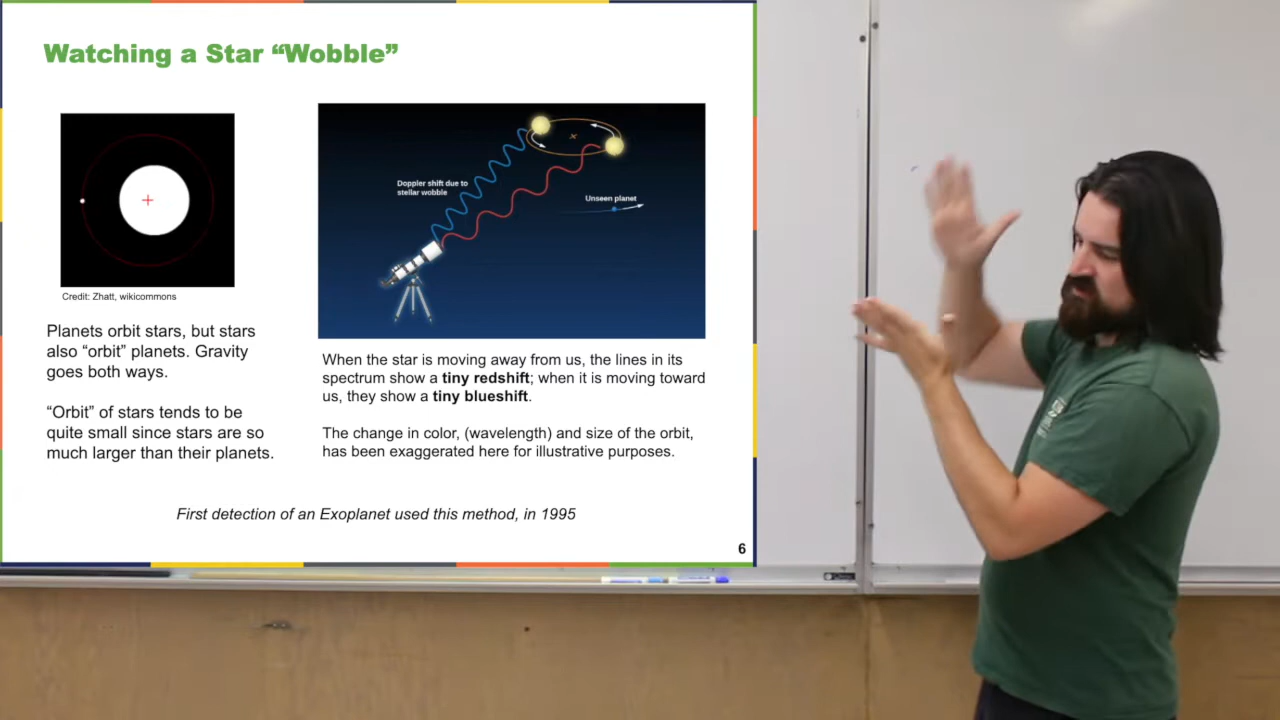 Watching a Star “Wobble”
Doppler shift due to
stellar wobble
Unseen planet
Credit: Zhatt, wikicommons
Planets orbit stars, but stars
also “orbit” planets. Gravity
goes both ways.
“Orbit” of stars tends to be
quite small since stars are so
much larger than their planets.
When the star is moving away from us, the lines in its
spectrum show a tiny redshift; when it is moving toward
us, they show a tiny blueshift.
The change in color, (wavelength) and size of the orbit,
has been exaggerated here for illustrative purposes.
First detection of an Exoplanet used this method, in 1995
6